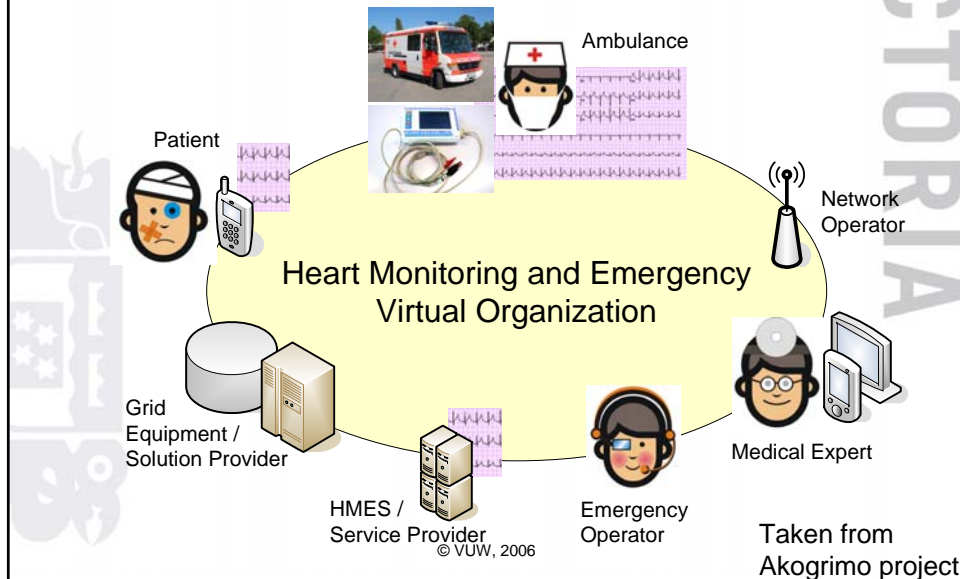 Ambulance
Patient
Network
Operator
Heart Monitoring and Emergency
Virtual Organization
Grid
Equipment /
Solution Provider
Medical Expert
HMES /
Service Provider
Emergency
Operator
© VUW, 2006
Taken from
Akogrimo project
CTORIA